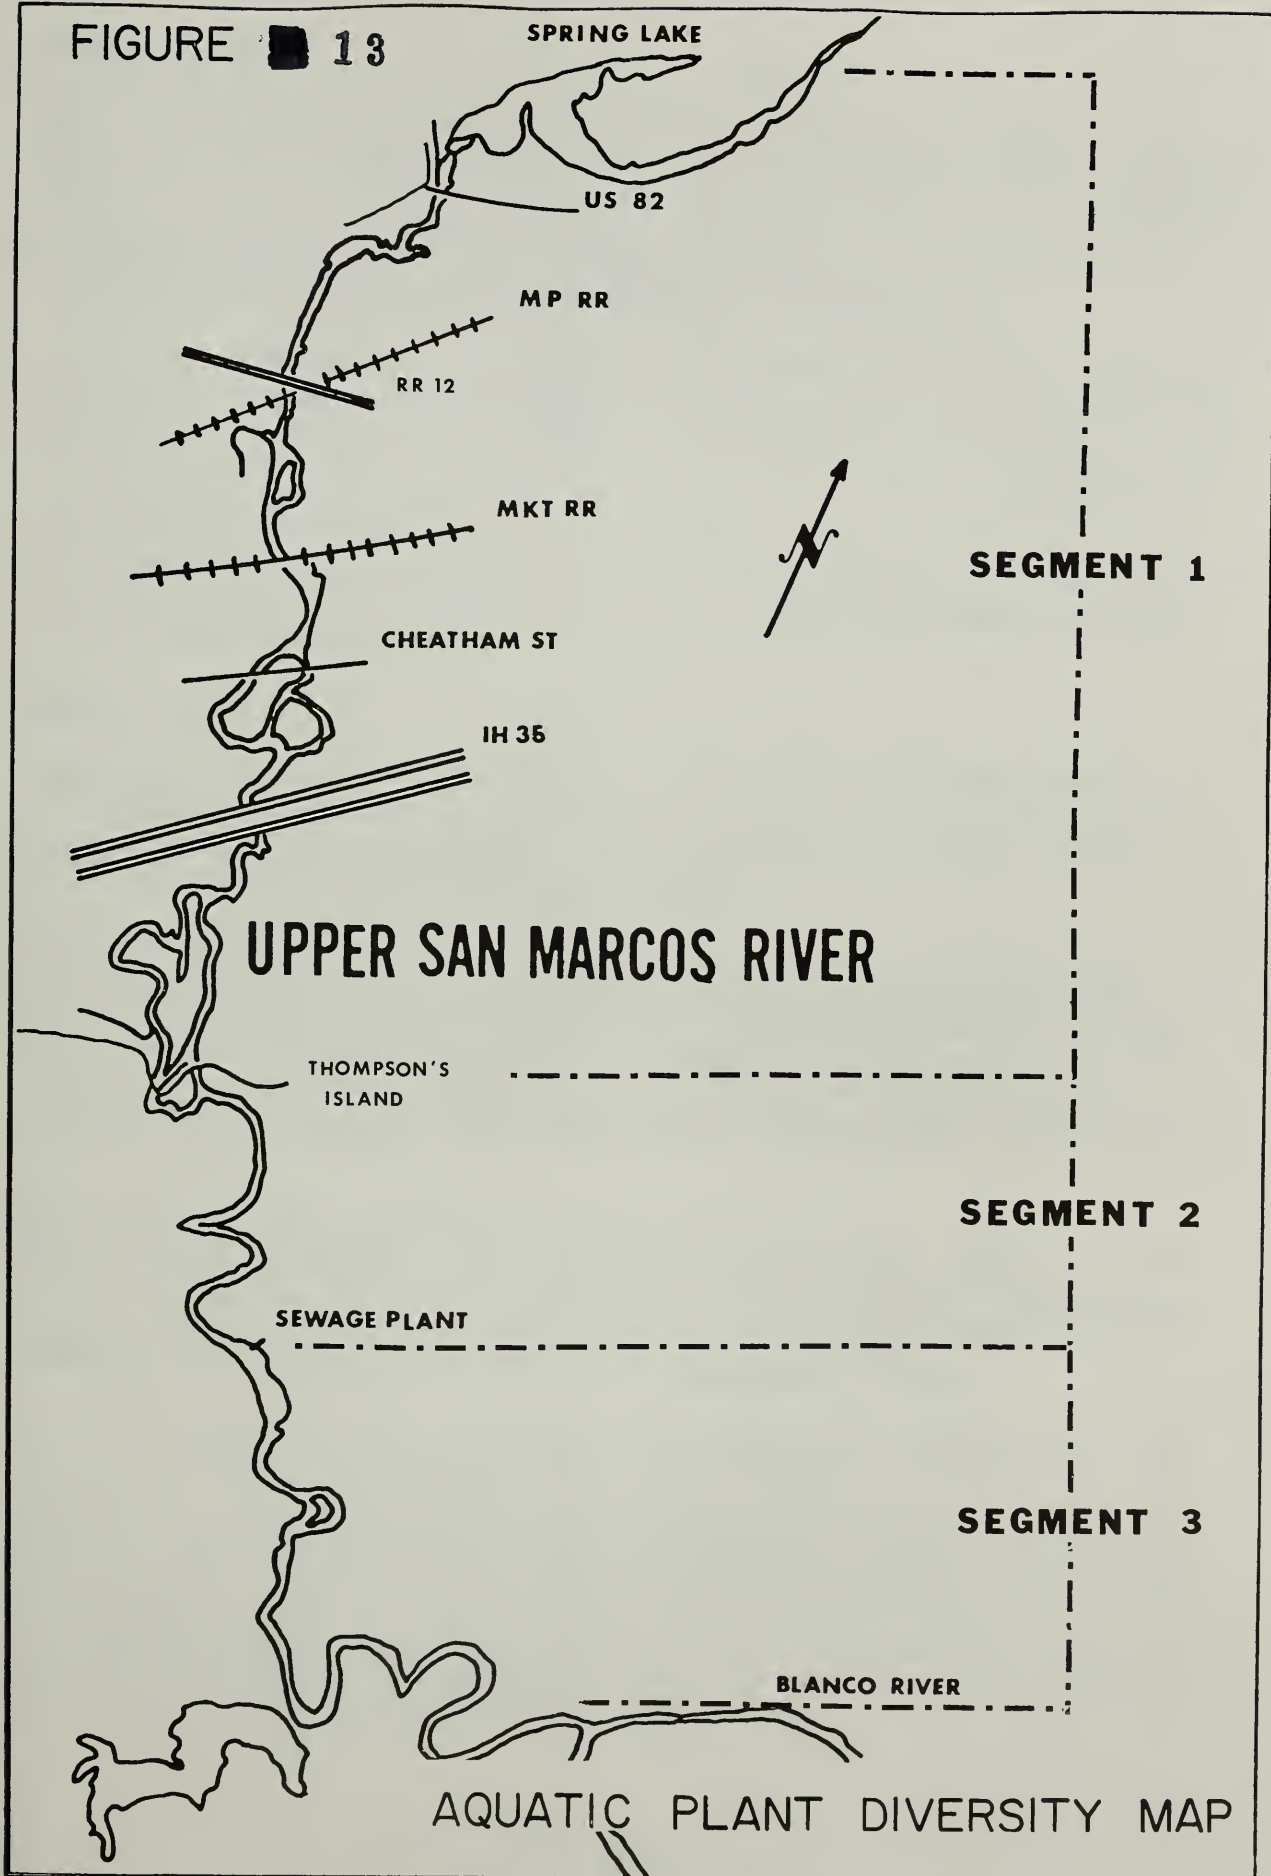 FIGURE 13
SPRING LAKE
US 82
MP RR
RR 12
MKT RR
N
SEGMENT 1
CHEATHAM ST
IH 35
UPPER SAN MARCOS RIVER
THOMPSON'S
ISLAND
SEGMENT 2
SEWAGE PLANT
SEGMENT 3
BLANCO RIVER
AQUATIC PLANT DIVERSITY MAP